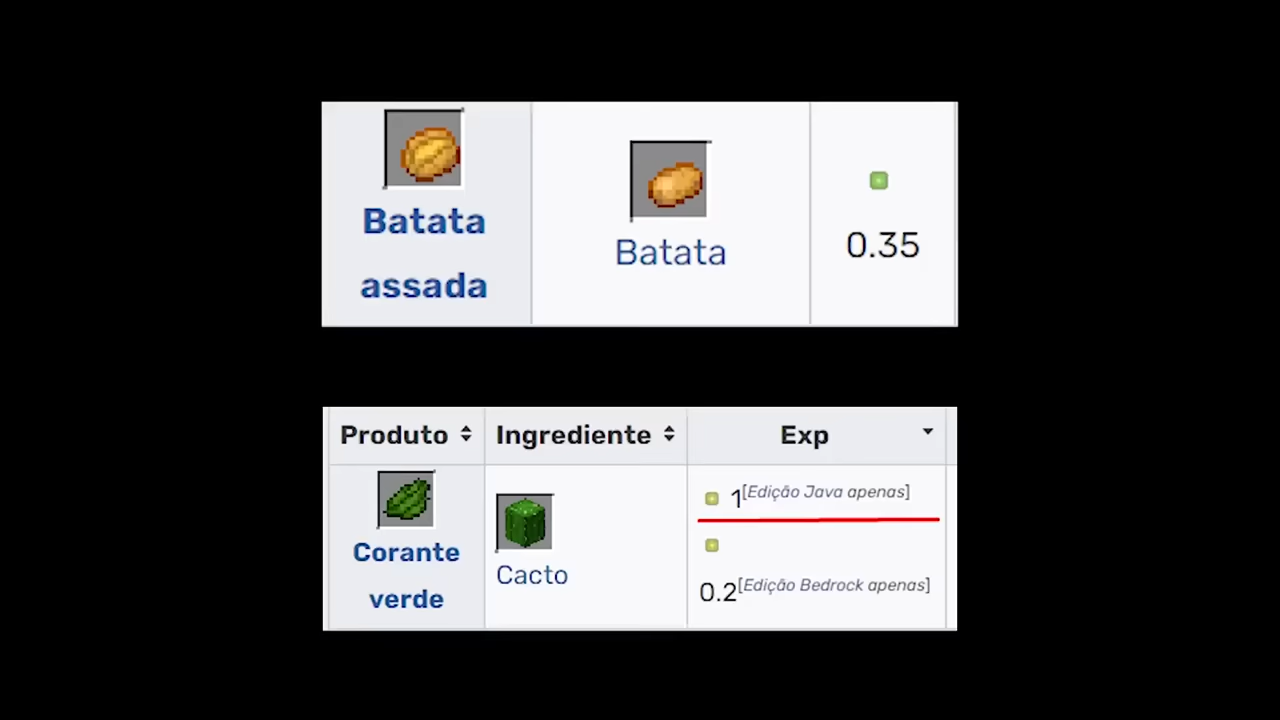 Batata
assada
Batata
0.35
Produto
Ingrediente
Exp
Corante
verde
Cacto
1[Edição Java apenas]
0.2[Edição Bedrock apenas]